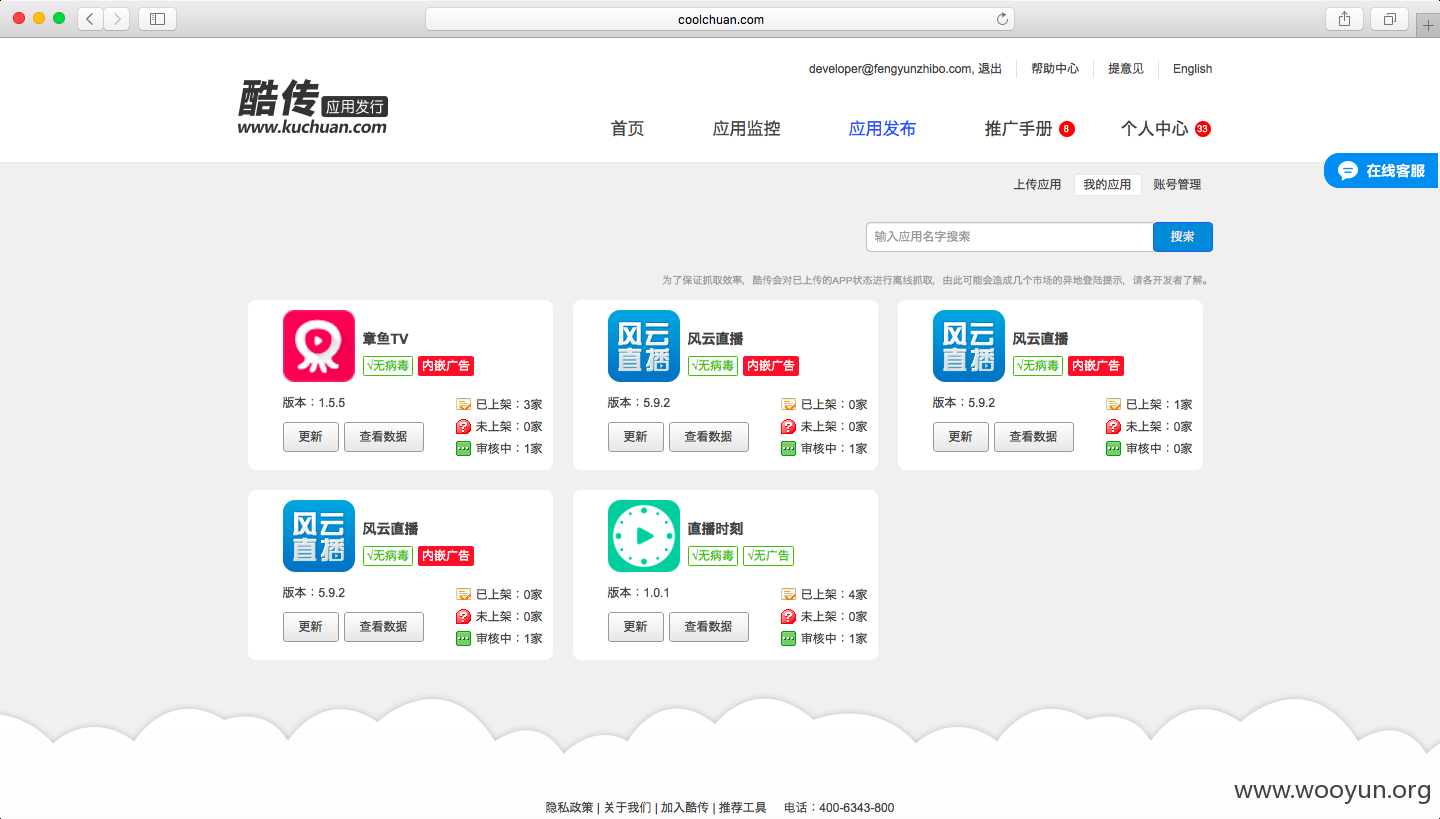 coolchuan.com
developer@fengyunzhibo.com, 退出 帮助中心 提意见 English
酷传 应用发行
www.kuchuan.com
首页 应用监控 应用发布 推广手册 8 个人中心 33
在线客服
上传应用 我的应用 账号管理
输入应用名字搜索 搜索
为了保证抓取效率，酷传会对已上传的APP状态进行离线抓取，由此可能会造成几个市场的异地登陆提示，请各开发者了解。
章鱼TV
√无病毒 内嵌广告
版本：1.5.5
已上架：3家
未上架：0家
审核中：1家
更新 查看数据
风云直播
风云直播
√无病毒 内嵌广告
版本：5.9.2
已上架：0家
未上架：0家
审核中：1家
更新 查看数据
风云直播
风云直播
√无病毒 内嵌广告
版本：5.9.2
已上架：1家
未上架：0家
审核中：0家
更新 查看数据
风云直播
风云直播
√无病毒 内嵌广告
版本：5.9.2
已上架：0家
未上架：0家
审核中：1家
更新 查看数据
直播时刻
√无病毒 √无广告
版本：1.0.1
已上架：4家
未上架：0家
审核中：1家
更新 查看数据
www.wooyun.org
隐私政策 | 关于我们 | 加入酷传 | 推荐工具 电话：400-6343-800